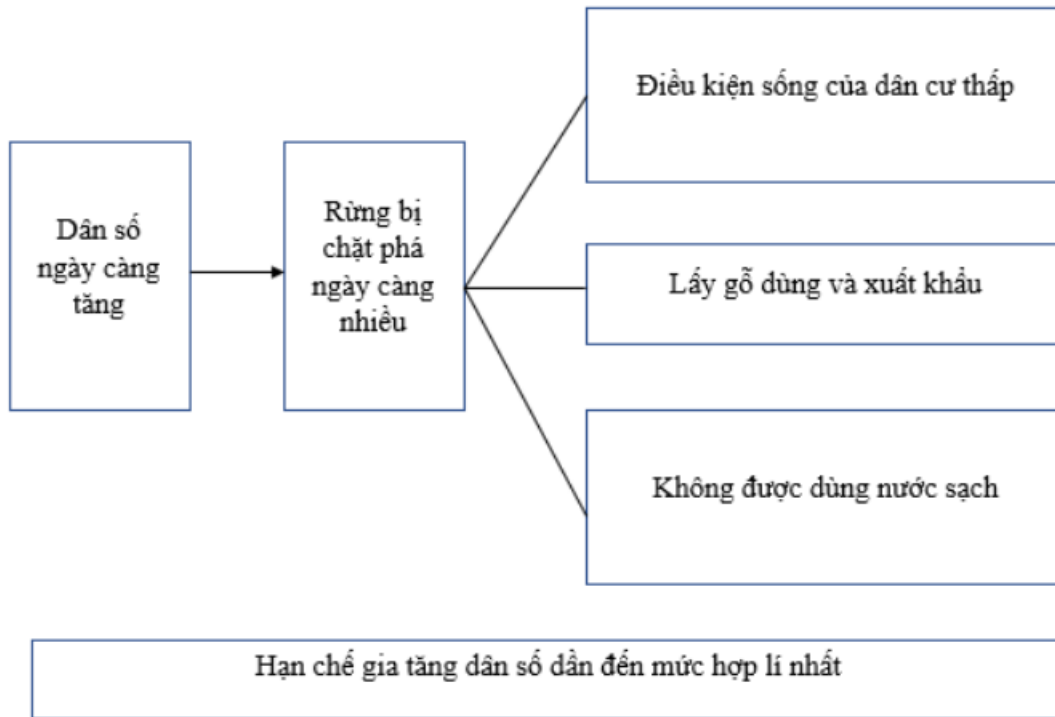 Dân số
ngày càng
tăng
Rừng bị
chặt phá
ngày càng
nhiều
Điều kiện sống của dân cư thấp
Lấy gỗ dùng và xuất khẩu
Không được dùng nước sạch
Hạn chế gia tăng dân số dần đến mức hợp lí nhất